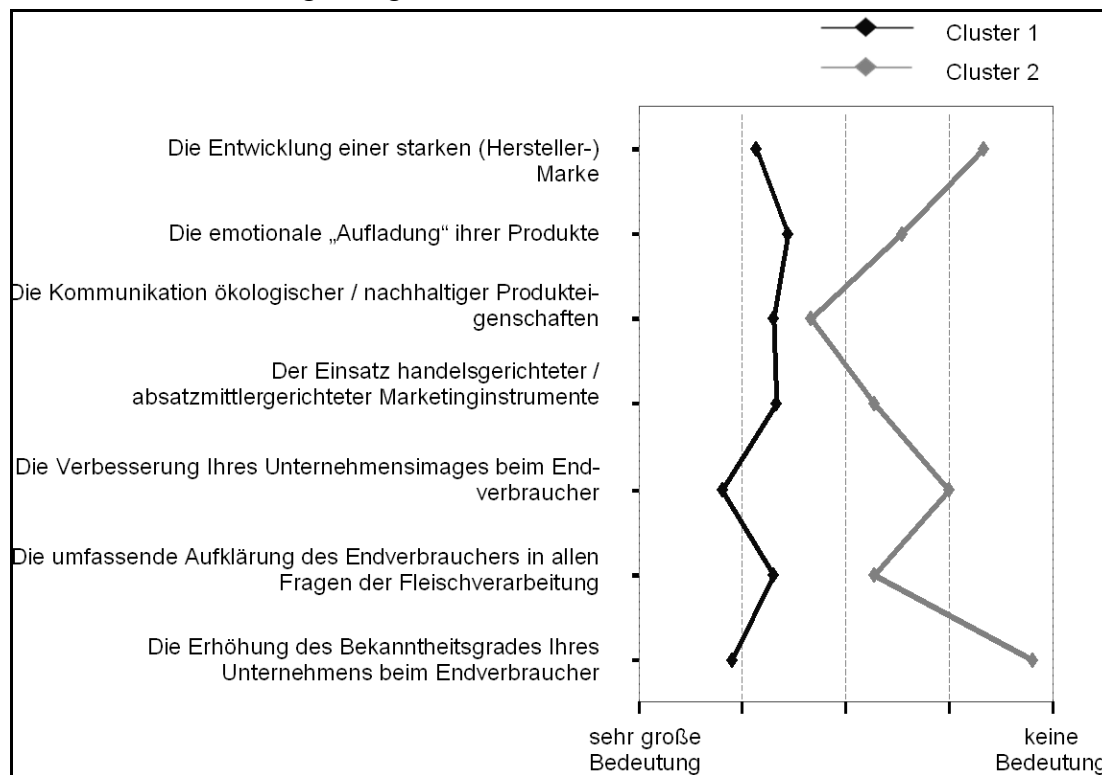 Cluster 1
Cluster 2
Die Entwicklung einer starken (Hersteller-)
Marke
Die emotionale „Aufladung“ ihrer Produkte
Die Kommunikation ökologischer / nachhaltiger Produktei-
genschaften
Der Einsatz handelsgerichteter /
absatzmittlergerichteter Marketinginstrumente
Die Verbesserung Ihres Unternehmensimages beim End-
verbraucher
Die umfassende Aufklärung des Endverbrauchers in allen
Fragen der Fleischverarbeitung
Die Erhöhung des Bekanntheitsgrades Ihres
Unternehmens beim Endverbraucher
sehr große
Bedeutung
keine
Bedeutung